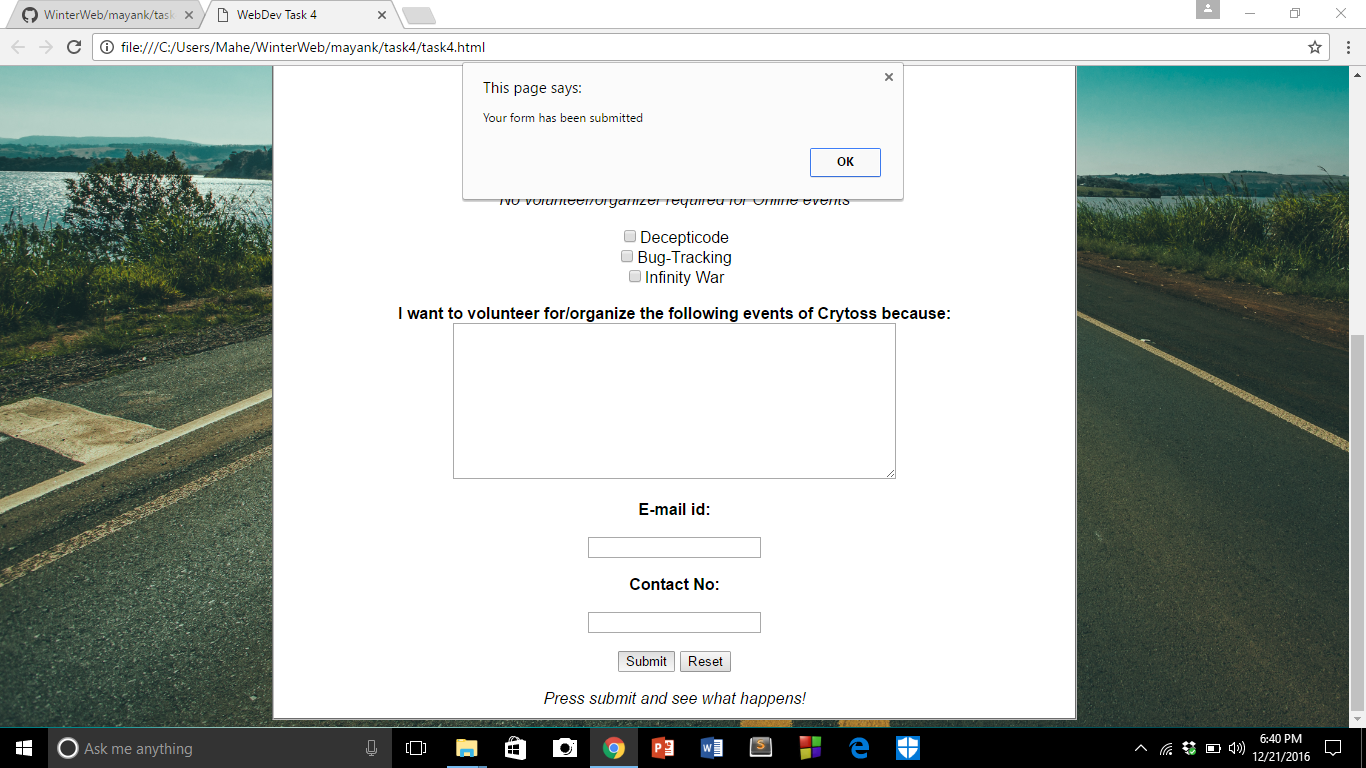 WinterWeb/mayank/task
WebDev Task 4
file:///C:/Users/Mahe/WinterWeb/mayank/task4/task4.html
This page says:
Your form has been submitted
OK
No volunteer/organizer required for Online events
Decepticode
Bug-Tracking
Infinity War
I want to volunteer for/organize the following events of Crytoss because:
E-mail id:
Contact No:
Submit Reset
Press submit and see what happens!
Ask me anything
6:40 PM
12/21/2016